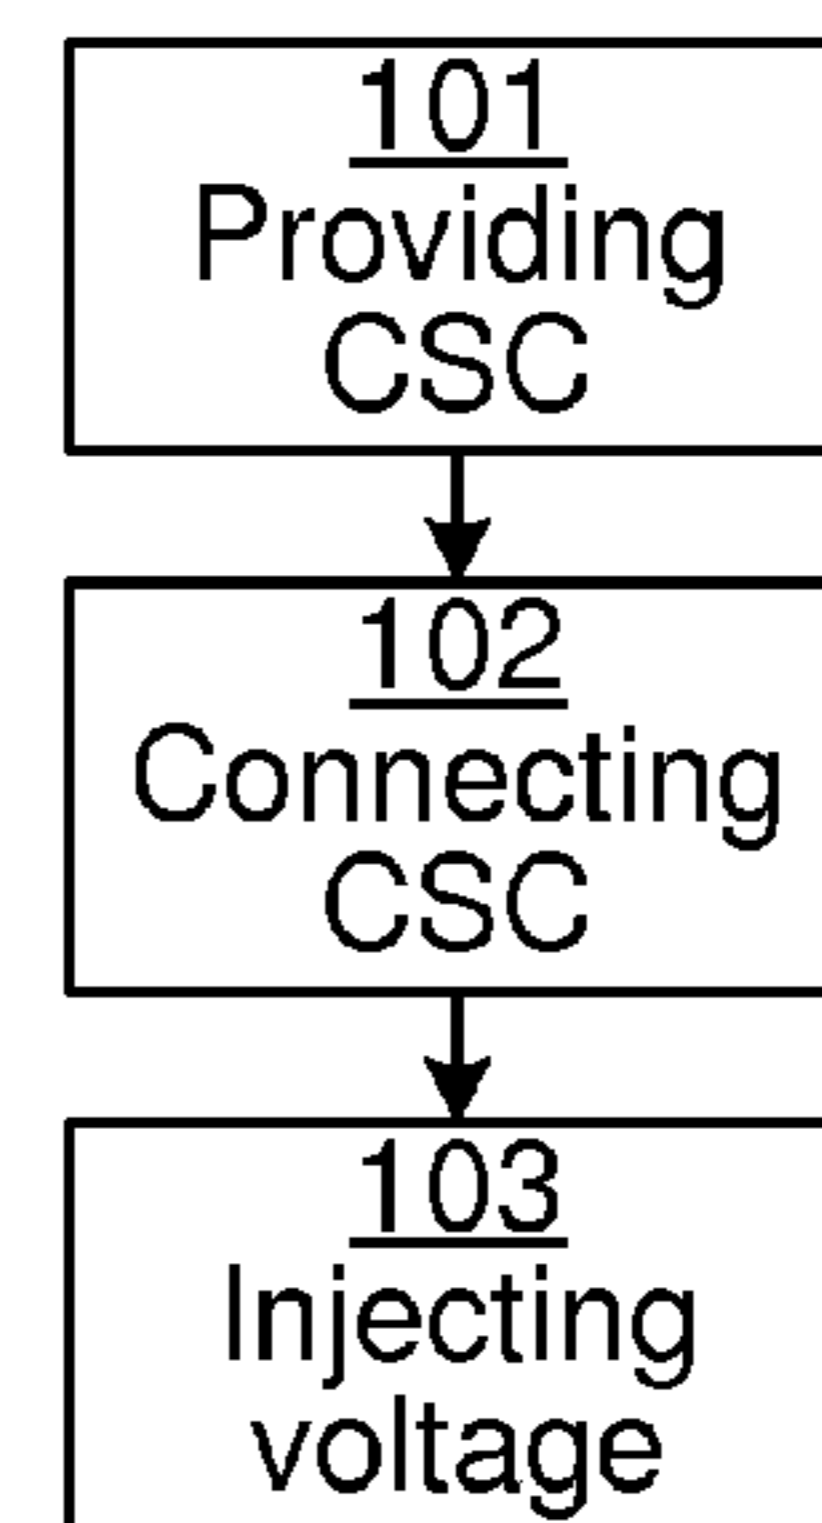 101
Providing
CSC
102
Connecting
CSC
103
Injecting
voltage